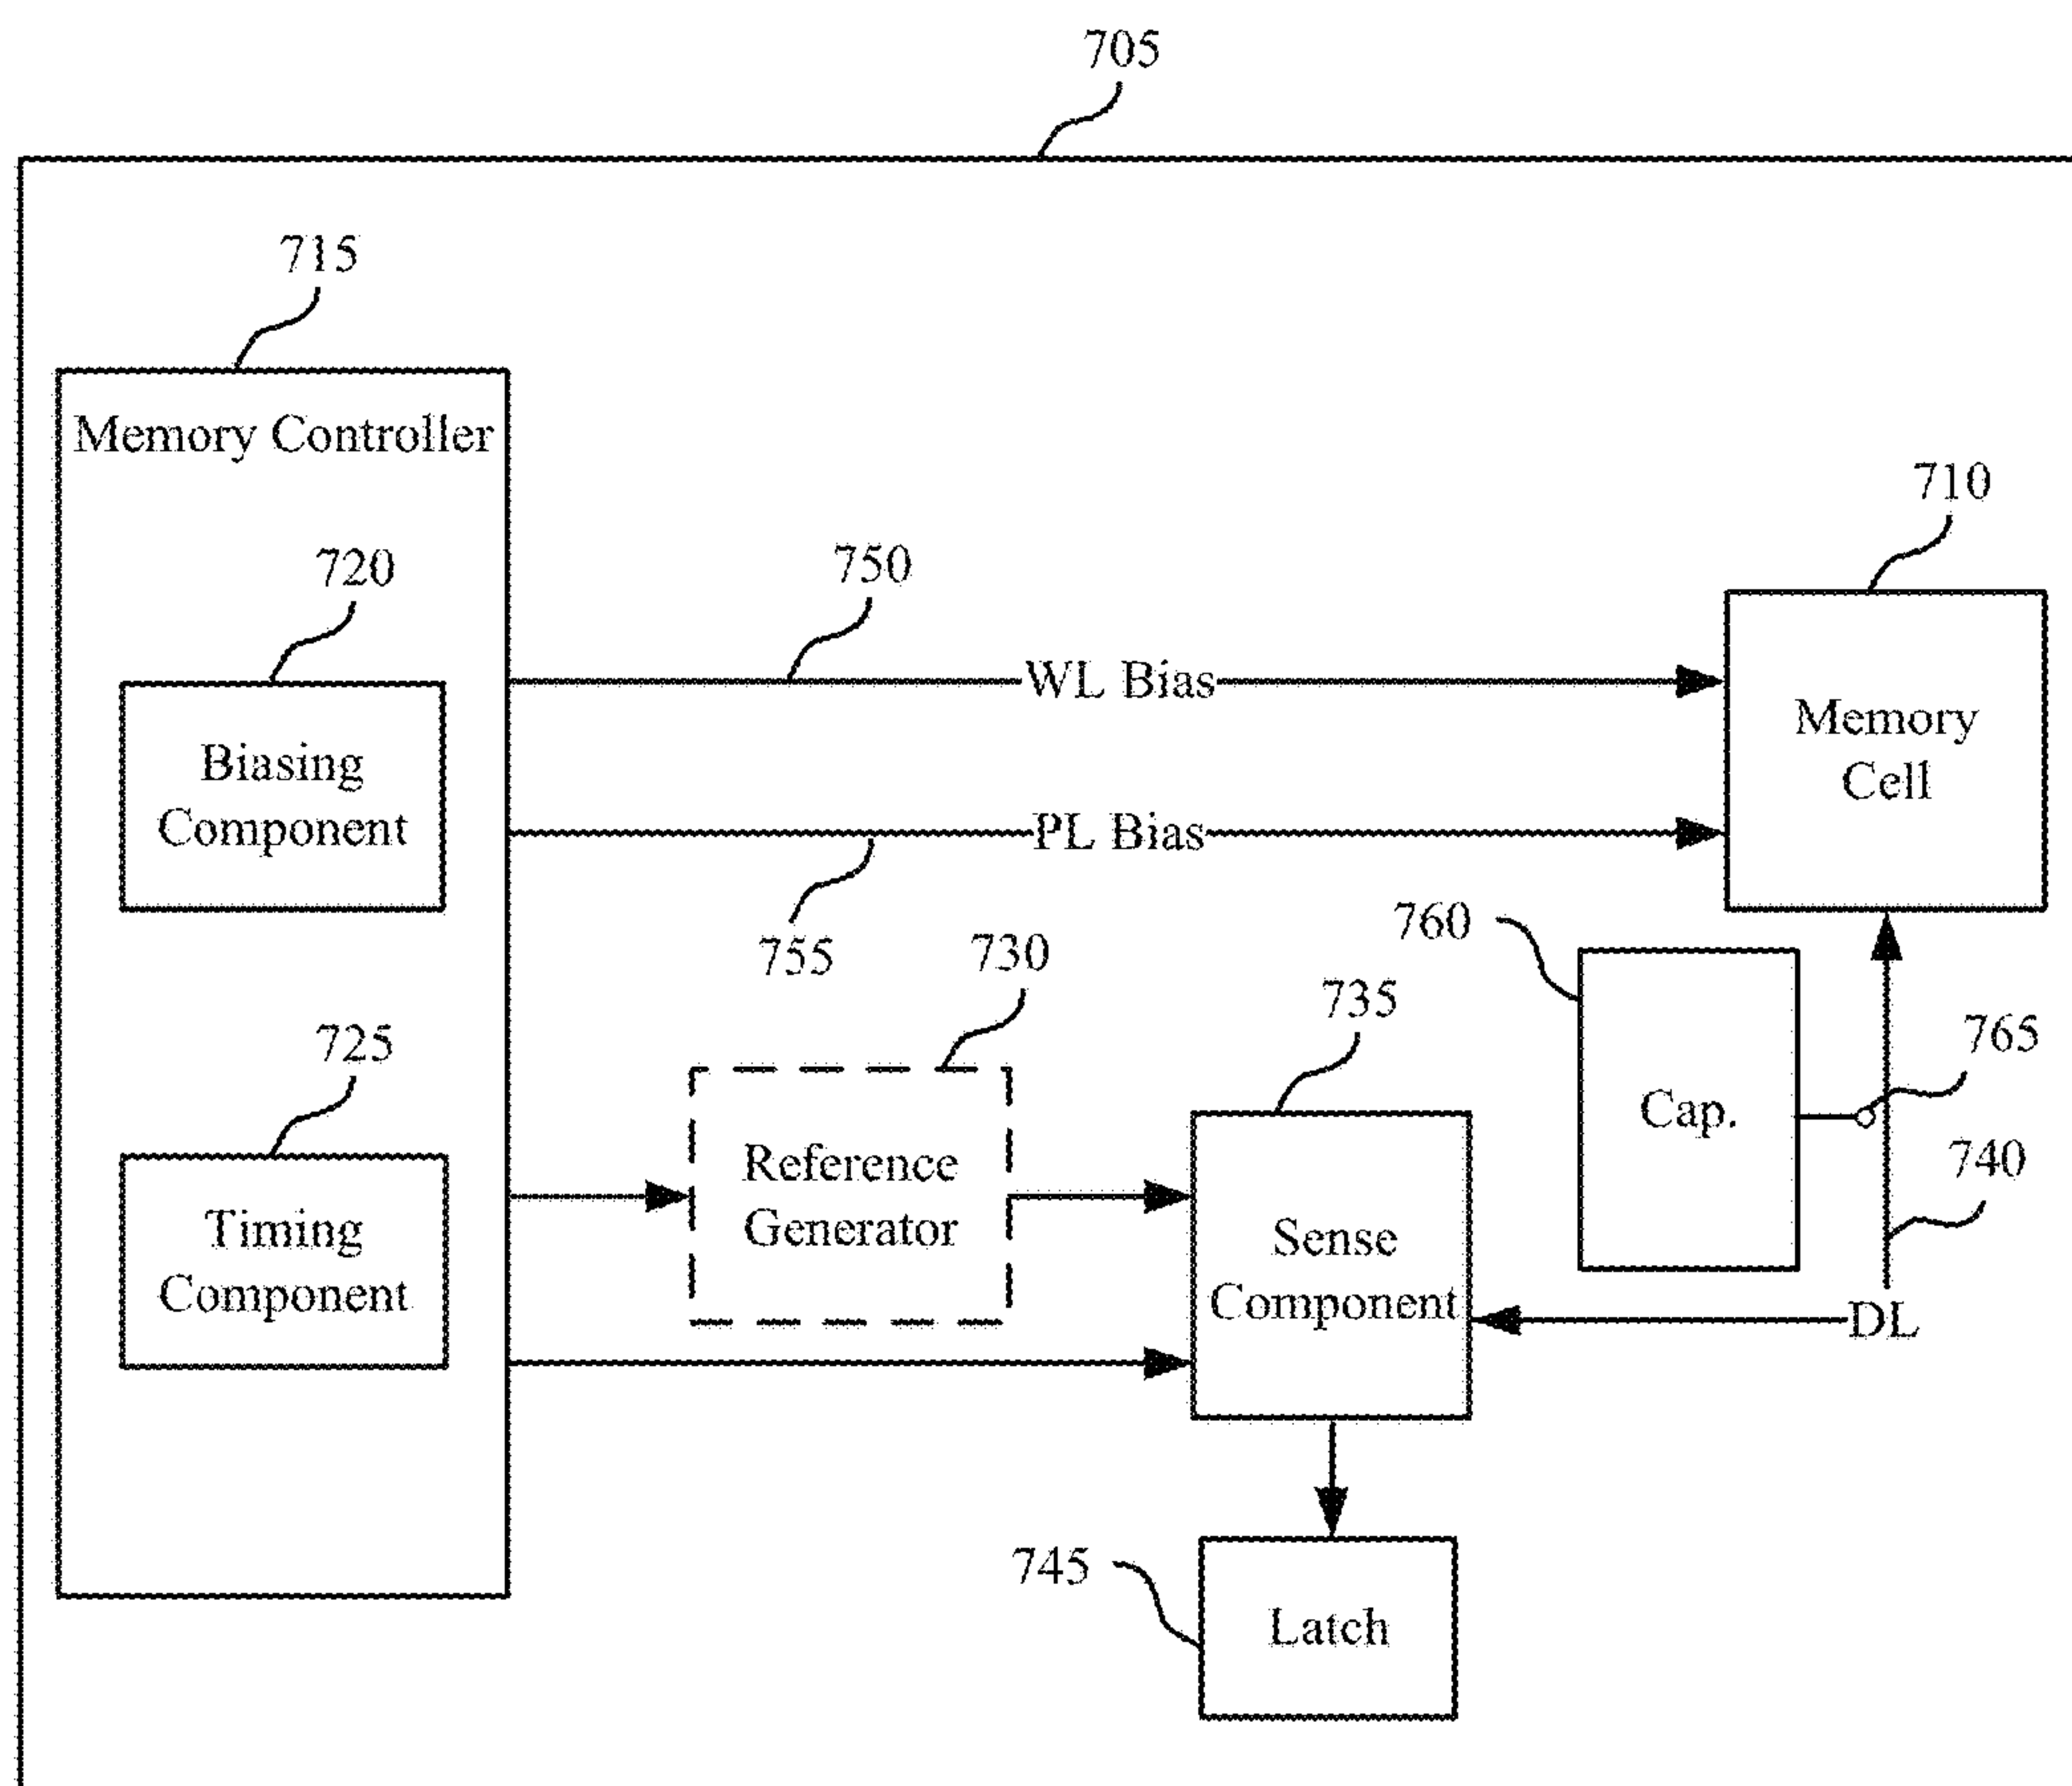 705
715
Memory Controller
710
720
750
WL Bias
Memory
Cell
Biasing
Component
PL Bias
755
760
730
735
765
725
Cap.
740
Reference
Generator
Timing
Component
Sense
Component
DL
745
Latch